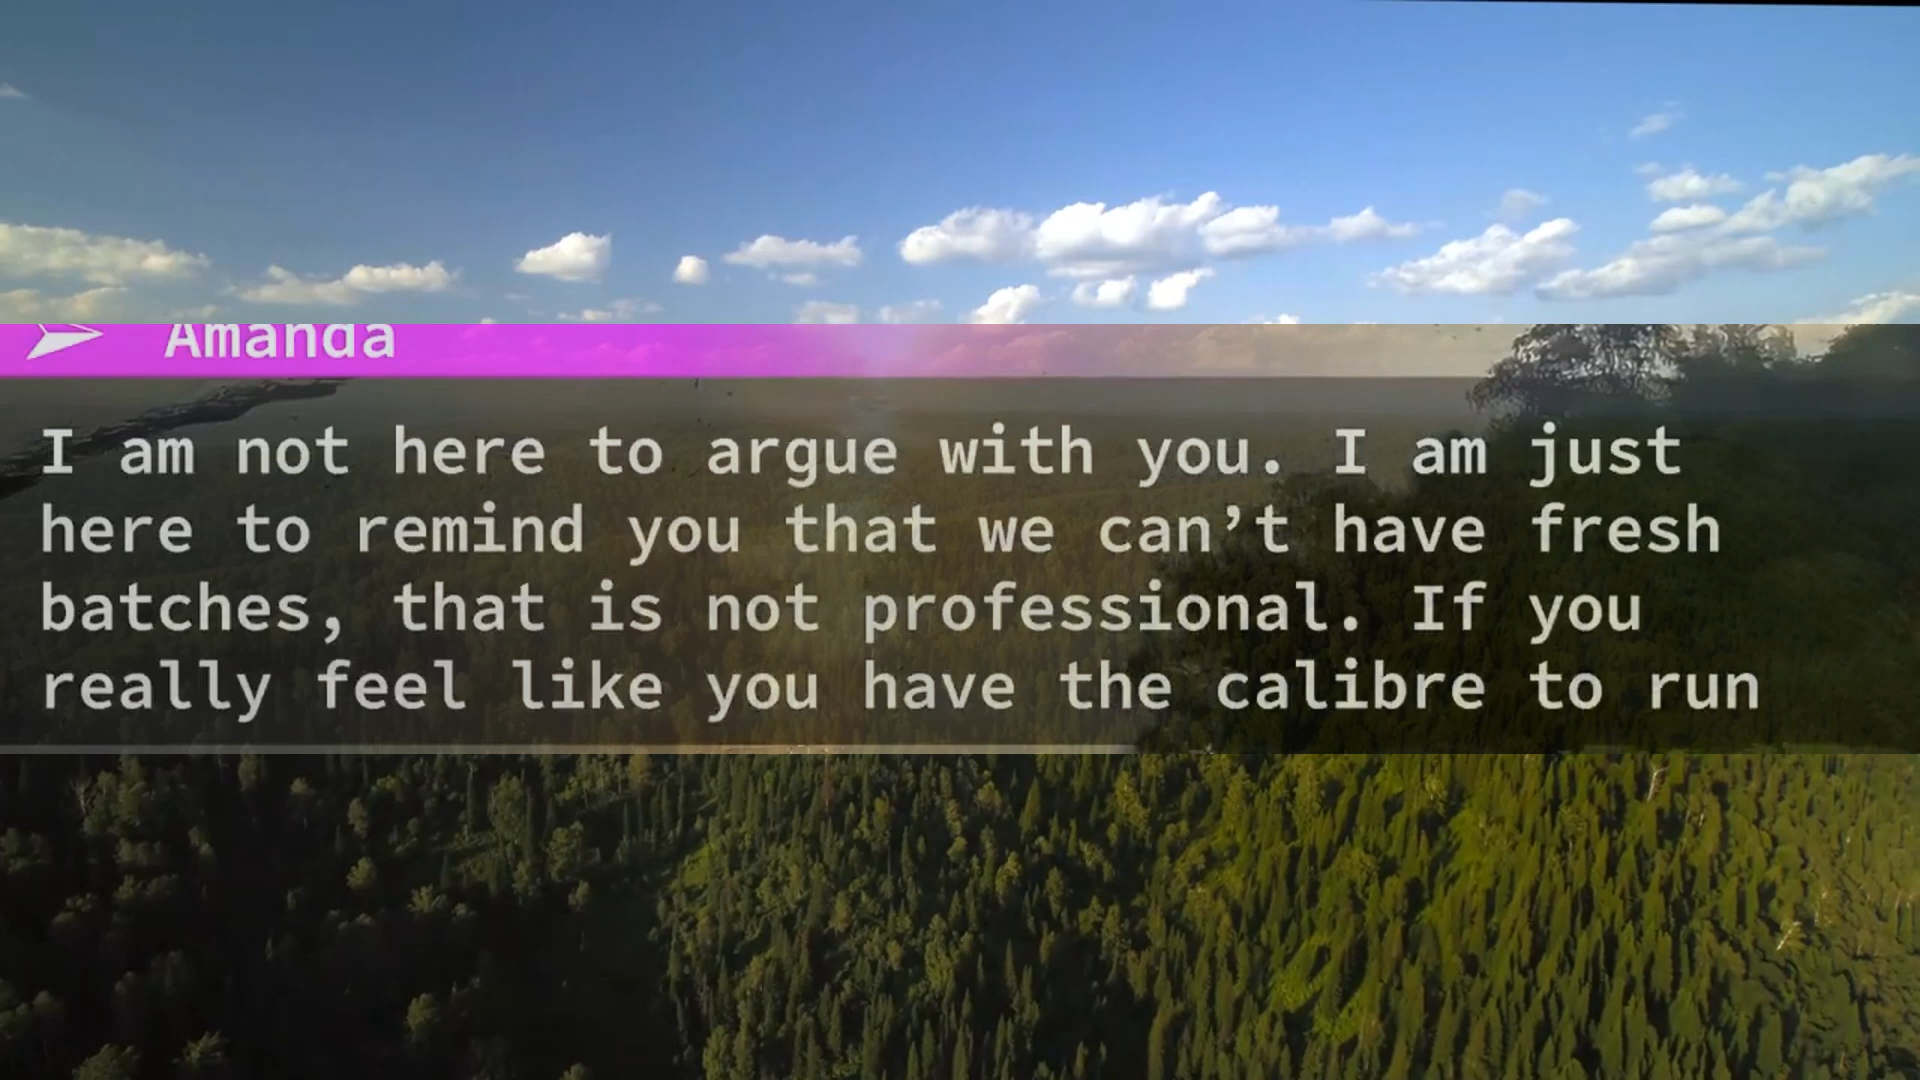 Amanda
I am not here to argue with you. I am just
here to remind you that we can’t have fresh
batches, that is not professional. If you
really feel like you have the calibre to run